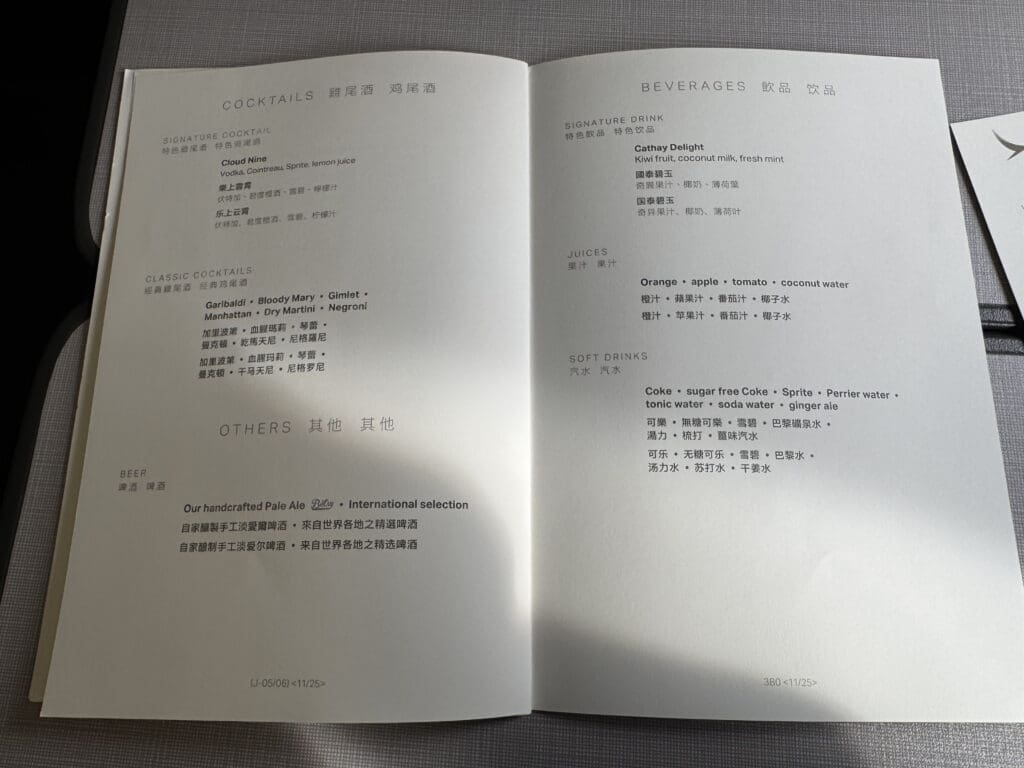 COCKTAILS 雞尾酒 鸡尾酒
SIGNATURE COCKTAIL
特色雞尾酒 特色鸡尾酒
Cloud Nine
Vodka, Cointreau, Sprite, lemon juice
樂上雲霄
伏特加、君度橙酒、雪碧、檸檬汁
乐上云霄
伏特加、君度橙酒、雪碧、柠檬汁
CLASSIC COCKTAILS
經典雞尾酒 经典鸡尾酒
Garibaldi • Bloody Mary • Gimlet •
Manhattan • Dry Martini • Negroni
加里波第 • 血腥瑪莉 • 琴蕾 •
曼克頓 • 乾馬天尼 • 尼格羅尼
加里波第 • 血腥玛莉 • 琴蕾 •
曼克顿 • 干马天尼 • 尼格罗尼
OTHERS 其他 其他
BEER
啤酒 啤酒
Our handcrafted Pale Ale Betsy • International selection
自家釀製手工淡愛爾啤酒 • 來自世界各地之精選啤酒
自家酿制手工淡爱尔啤酒 • 来自世界各地之精选啤酒
(J-05/06) <11/25>
BEVERAGES 飲品 饮品
SIGNATURE DRINK
特色飲品 特色饮品
Cathay Delight
Kiwi fruit, coconut milk, fresh mint
國泰碧玉
奇異果汁、椰奶、薄荷葉
国泰碧玉
奇异果汁、椰奶、薄荷叶
JUICES
果汁 果汁
Orange • apple • tomato • coconut water
橙汁 • 蘋果汁 • 番茄汁 • 椰子水
橙汁 • 苹果汁 • 番茄汁 • 椰子水
SOFT DRINKS
汽水 汽水
Coke • sugar free Coke • Sprite • Perrier water •
tonic water • soda water • ginger ale
可樂 • 無糖可樂 • 雪碧 • 巴黎礦泉水 •
湯力 • 梳打 • 薑味汽水
可乐 • 无糖可乐 • 雪碧 • 巴黎水 •
汤力水 • 苏打水 • 干姜水
3B0 <11/25>